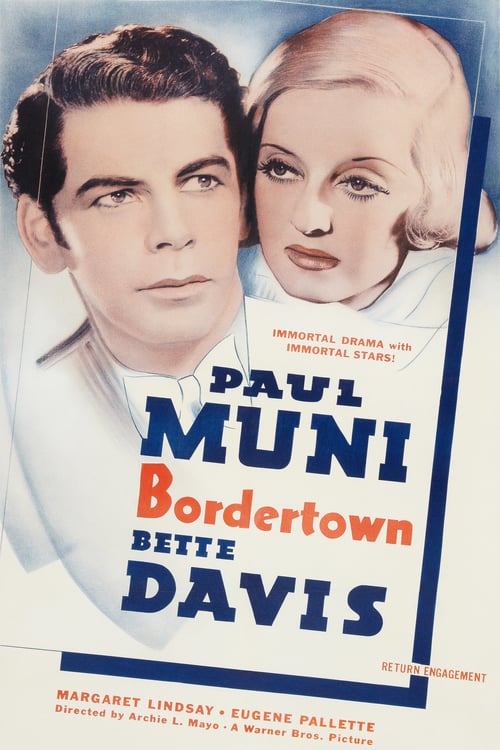 IMMORTAL DRAMA with
IMMORTAL STARS!
PAUL
MUNI
Bordertown
BETTE
DAVIS
RETURN ENGAGEMENT
MARGARET LINDSAY • EUGENE PALLETTE
Directed by Archie L. Mayo • A Warner Bros. Picture